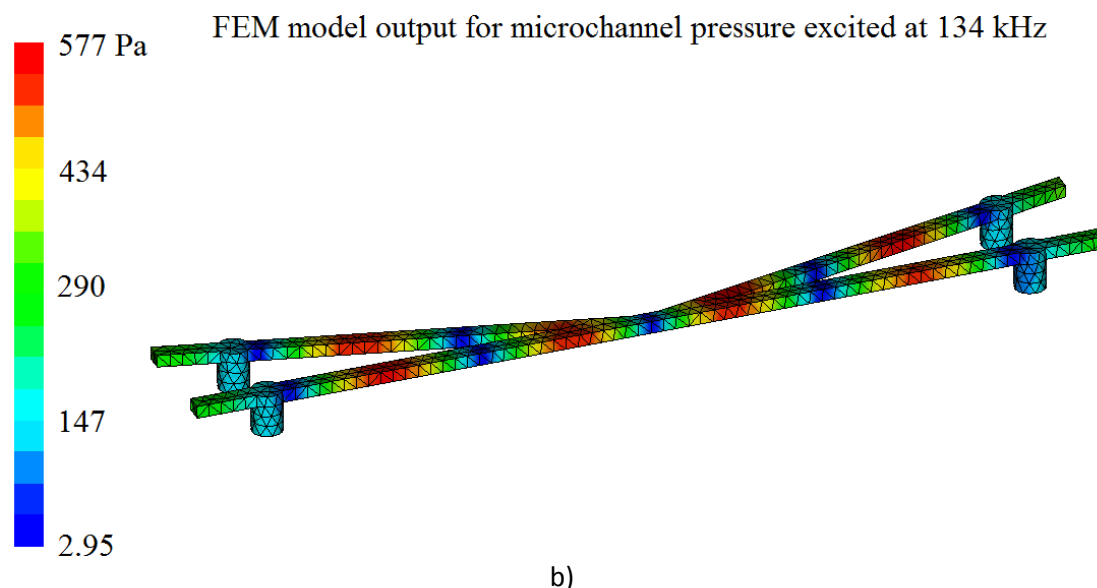 FEM model output for microchannel pressure excited at 134 kHz
577 Pa
434
290
147
2.95
b)